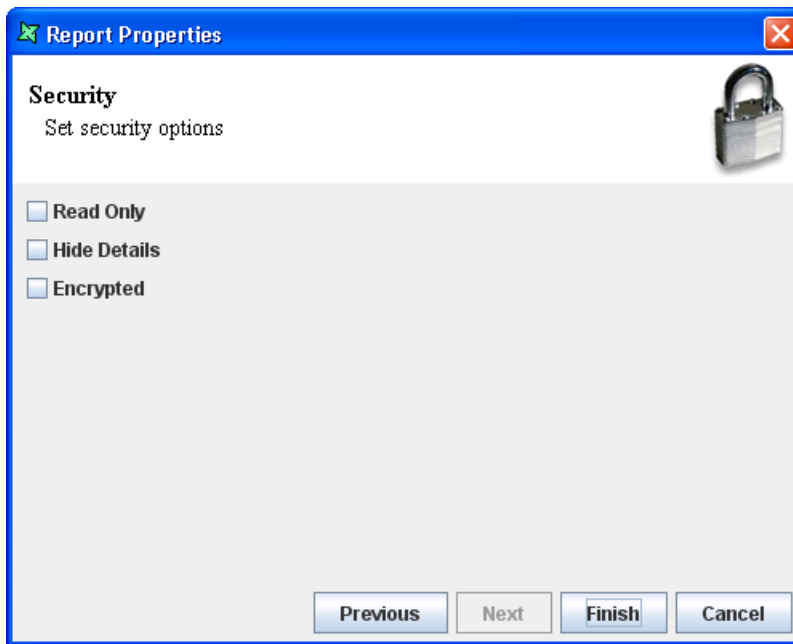 Report Properties
Security
Set security options
Read Only
Hide Details
Encrypted
Previous Next Finish Cancel